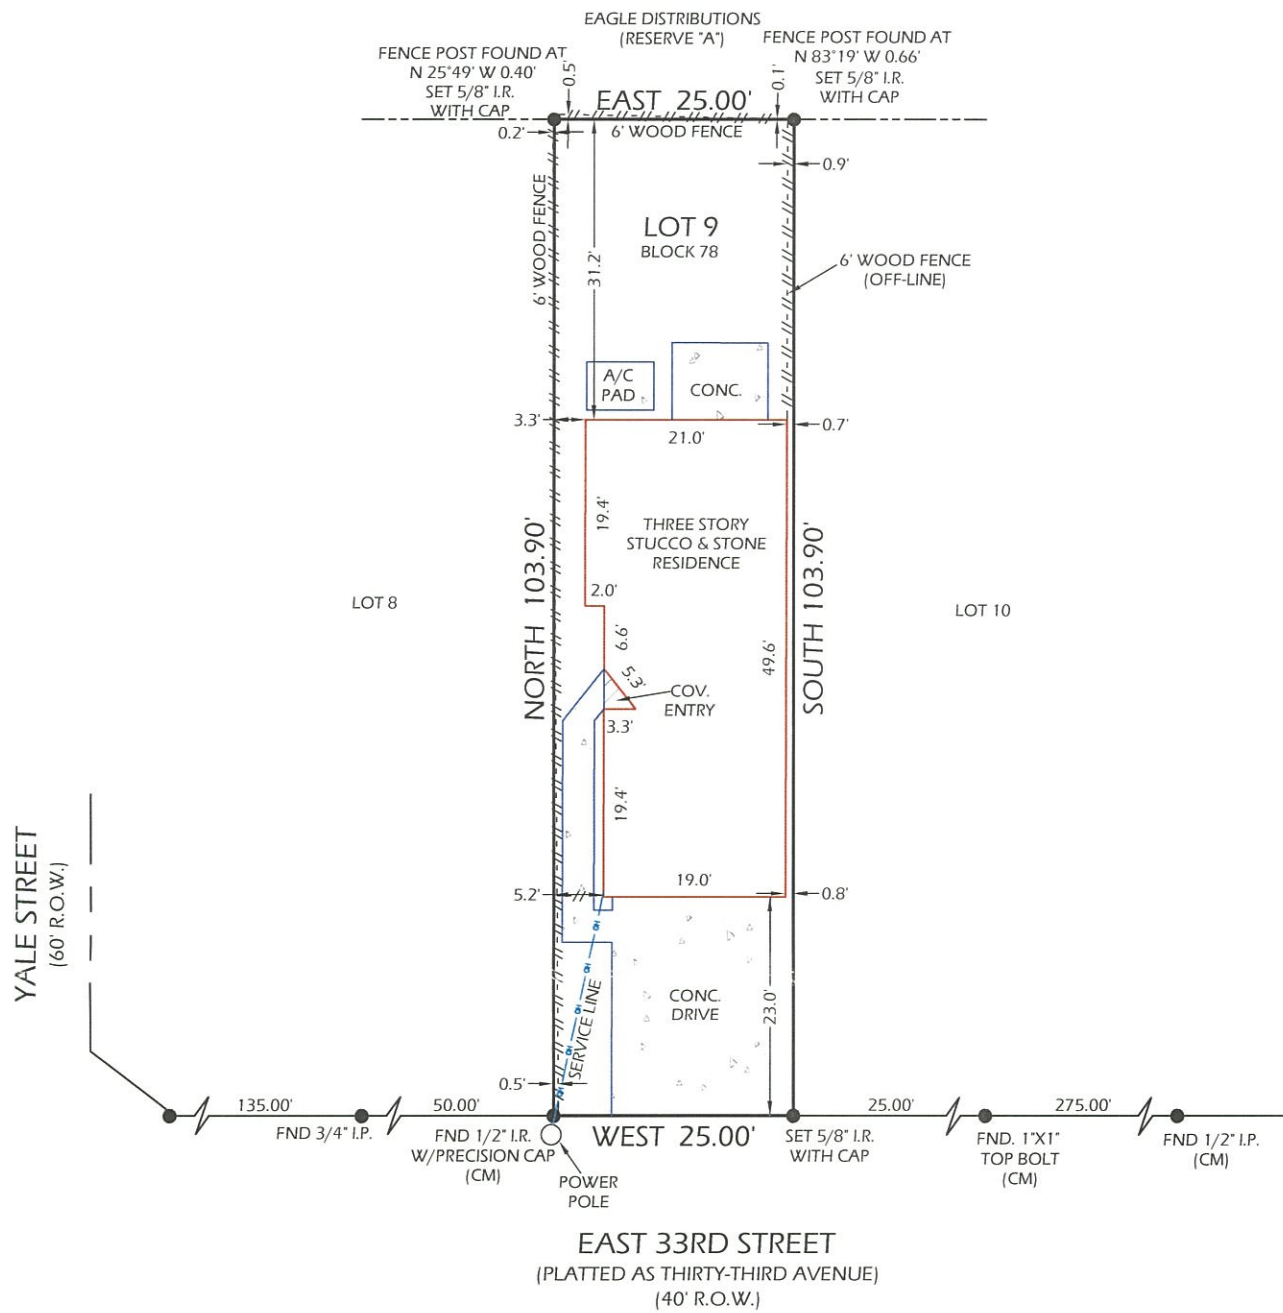 EAGLE DISTRIBUTIONS
(RESERVE "A")
FENCE POST FOUND AT
N 25°49' W 0.40'
SET 5/8" I.R.
WITH CAP
FENCE POST FOUND AT
N 83°19' W 0.66'
SET 5/8" I.R.
WITH CAP
0.5'
0.1'
EAST 25.00'
0.2'
6' WOOD FENCE
0.9'
6' WOOD FENCE
LOT 9
BLOCK 78
31.2'
6' WOOD FENCE
(OFF-LINE)
A/C
PAD
CONC.
3.3'
21.0'
0.7'
19.4'
THREE STORY
STUCCO & STONE
RESIDENCE
NORTH 103.90'
SOUTH 103.90'
LOT 8
2.0'
LOT 10
6.6'
49.6'
5.3'
COV.
ENTRY
3.3'
19.4'
YALE STREET
(60' R.O.W.)
5.2'
19.0'
0.8'
OH
OH
OH
OH
OH
SERVICE LINE
CONC.
DRIVE
23.0'
0.5'
135.00'
50.00'
25.00'
275.00'
FND 3/4" I.P.
FND 1/2" I.R.
W/PRECISION CAP
(CM)
WEST 25.00'
SET 5/8" I.R.
WITH CAP
FND. 1"X1"
TOP BOLT
(CM)
FND 1/2" I.P.
(CM)
POWER
POLE
EAST 33RD STREET
(PLATTED AS THIRTY-THIRD AVENUE)
(40' R.O.W.)